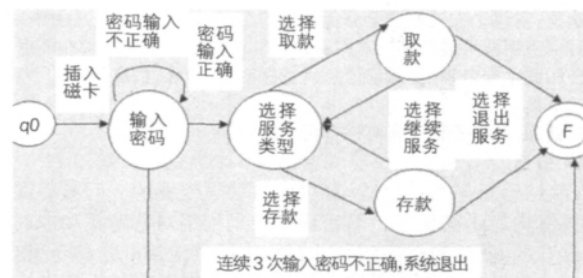 密码输入
不正确
插入
磁卡
密码
输入
正确
选择
取款
取
款
q0
输入
密码
选择
服务
类型
选择
继续
服务
选择
退出
服务
F
选择
存款
存款
连续3次输入密码不正确,系统退出